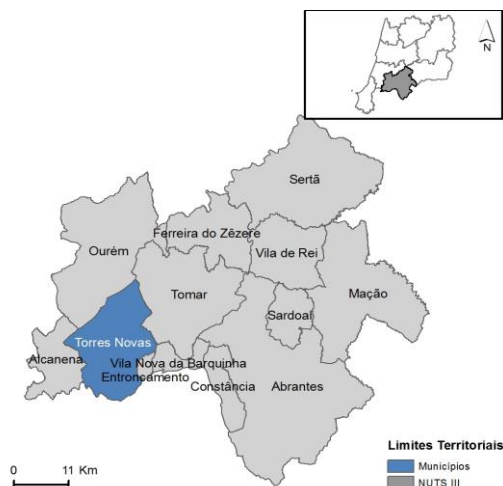 N
Sertã
Ferreira do Zêzere
Ourém
Vila de Rei
Tomar
Mação
Sardoal
Torres Novas
Alcanena
Vila Nova da Barquinha
Entroncamento
Constância
Abrantes
Limites Territoriais
Municípios
NUTS III
0 11 Km